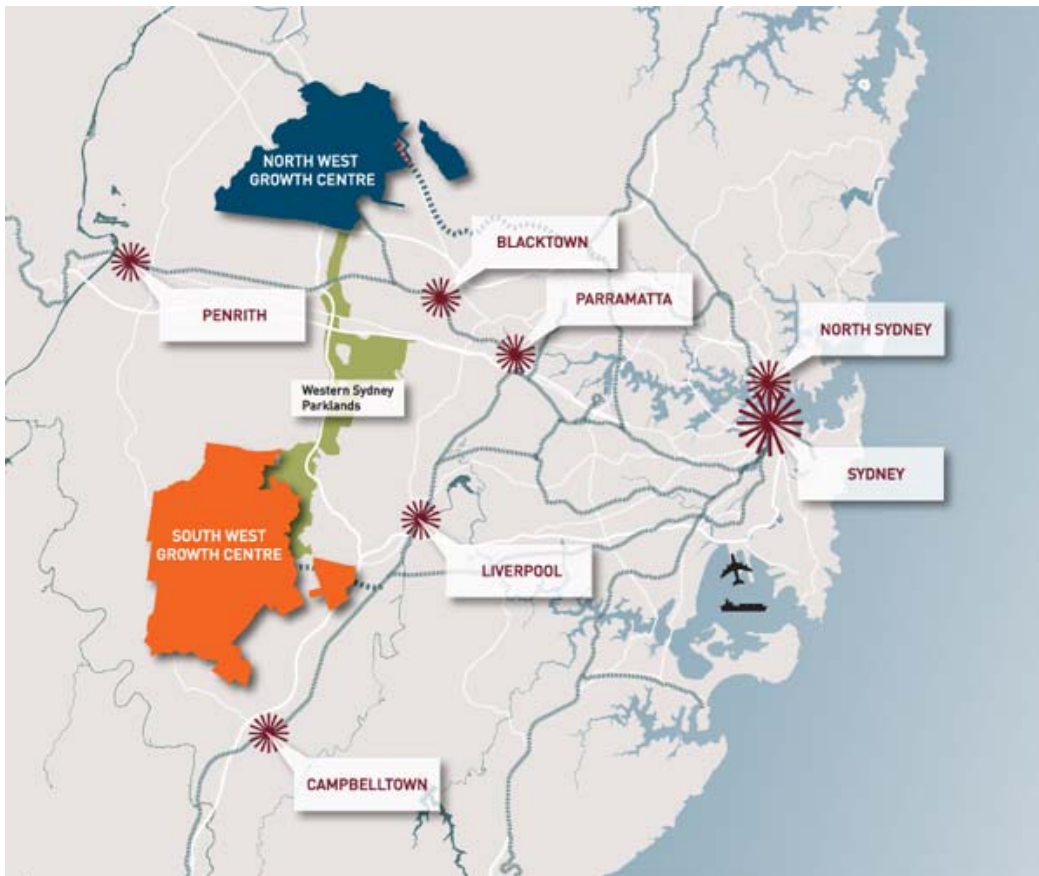 NORTH WEST
GROWTH CENTRE
BLACKTOWN
PENRITH
PARRAMATTA
NORTH SYDNEY
Western Sydney
Parklands
SYDNEY
SOUTH WEST
GROWTH CENTRE
LIVERPOOL
CAMPBELLTOWN